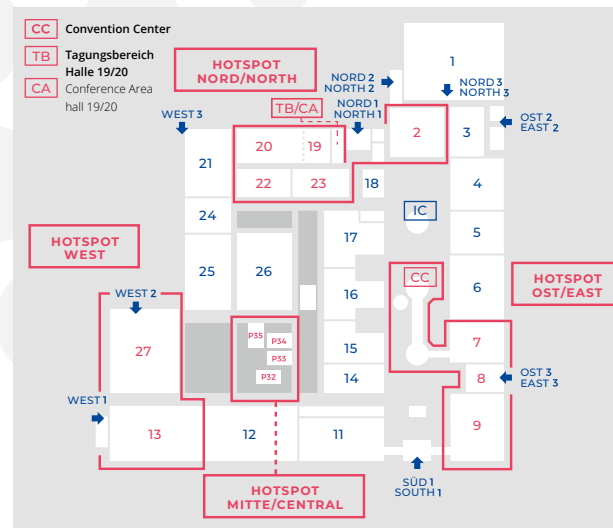 CC Convention Center
TB Tagungsbereich
Halle 19/20
CA Conference Area
hall 19/20
HOTSPOT
NORD/NORTH
NORD 2
NORTH 2
1
NORD 3
NORTH 3
TB/CA
NORD 1
NORTH 1
WEST 3
OST 2
EAST 2
21
20
19
2
3
22
23
18
4
24
IC
17
5
HOTSPOT
WEST
25
26
CC
HOTSPOT
OST/EAST
16
6
WEST 2
27
P35
P34
P33
P32
15
7
14
8
OST 3
EAST 3
WEST 1
13
12
11
9
SÜD 1
SOUTH 1
HOTSPOT
MITTE/CENTRAL